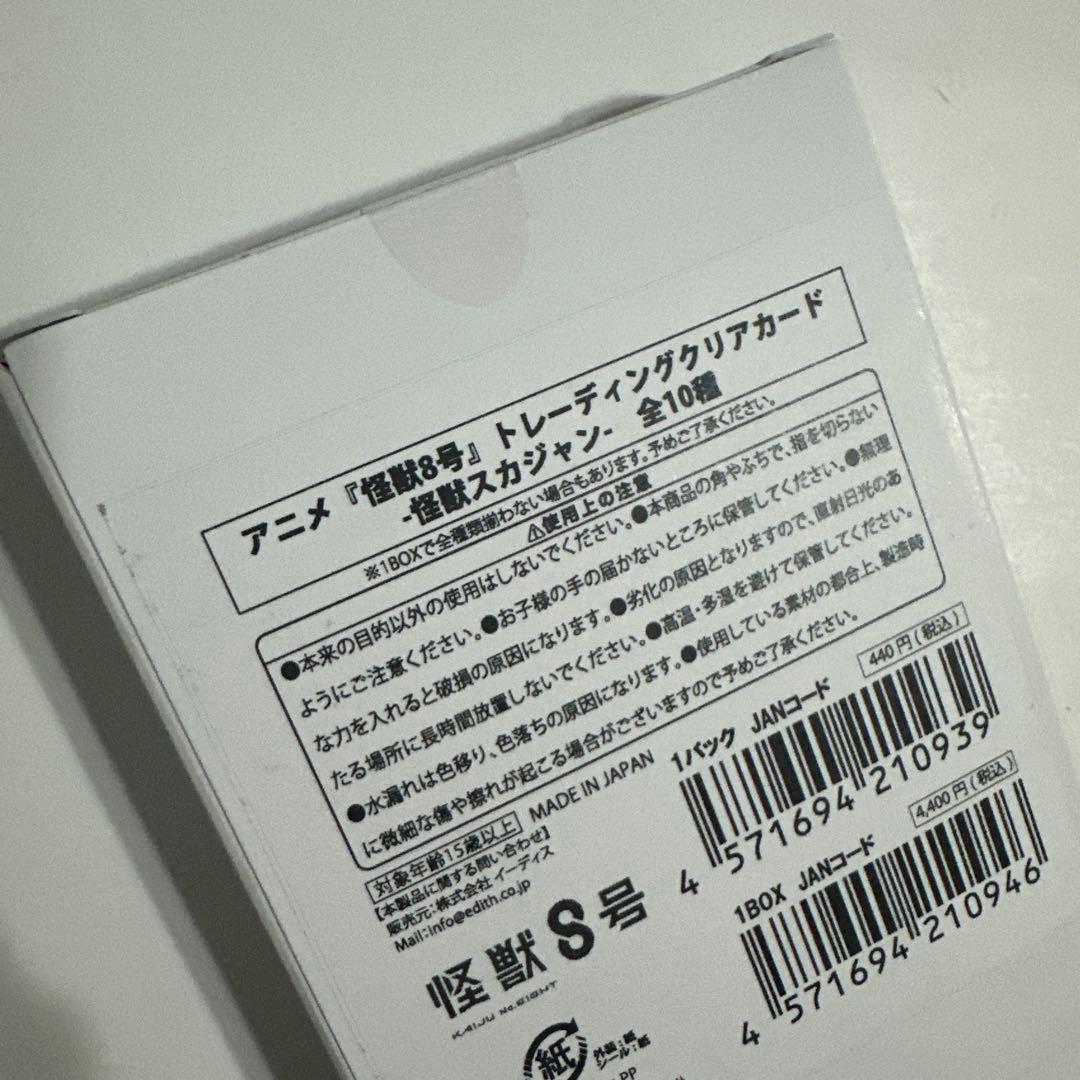 アニメ『怪獣8号』トレーディングクリアカード
-怪獣スカジャン- 全10種
※1BOXで全種類揃わない場合もあります。予めご了承ください。
⚠使用上の注意
●本来の目的以外の使用はしないでください。●本商品の角やふちで、指を切らない
ようにご注意ください。●お子様の手の届かないところに保管してください。●無理
な力を入れると破損の原因になります。●劣化の原因となりますので、直射日光のあ
たる場所に長時間放置しないでください。●高温・多湿を避けて保管してください。
●水漏れは色移り、色落ちの原因になります。●使用している素材の都合上、製造時
に微細な傷や擦れが起こる場合がございますので予めご了承ください。
対象年齢15歳以上 MADE IN JAPAN
【本製品に関する問い合わせ】
販売元:株式会社 イーディス
Mail:info@edith.co.jp
怪獣8号
KAIJU No.EIGHT
440円(税込)
1パック JANコード
4 571694 210939
4,400円(税込)
1BOX JANコード
4 571694 210946
紙
外装:紙
シール:紙
PP